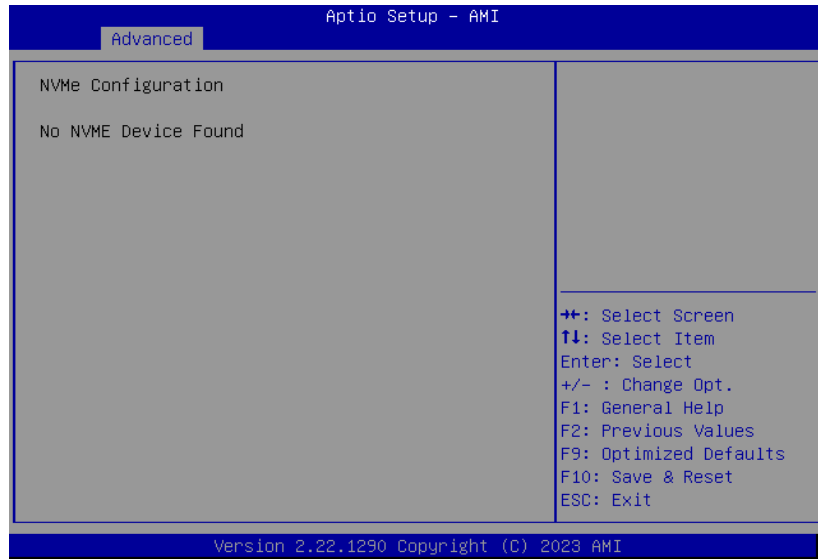 Aptio Setup – AMI
Advanced
NVMe Configuration
No NVME Device Found
→←: Select Screen
↑↓: Select Item
Enter: Select
+/- : Change Opt.
F1: General Help
F2: Previous Values
F9: Optimized Defaults
F10: Save & Reset
ESC: Exit
Version 2.22.1290 Copyright (C) 2023 AMI